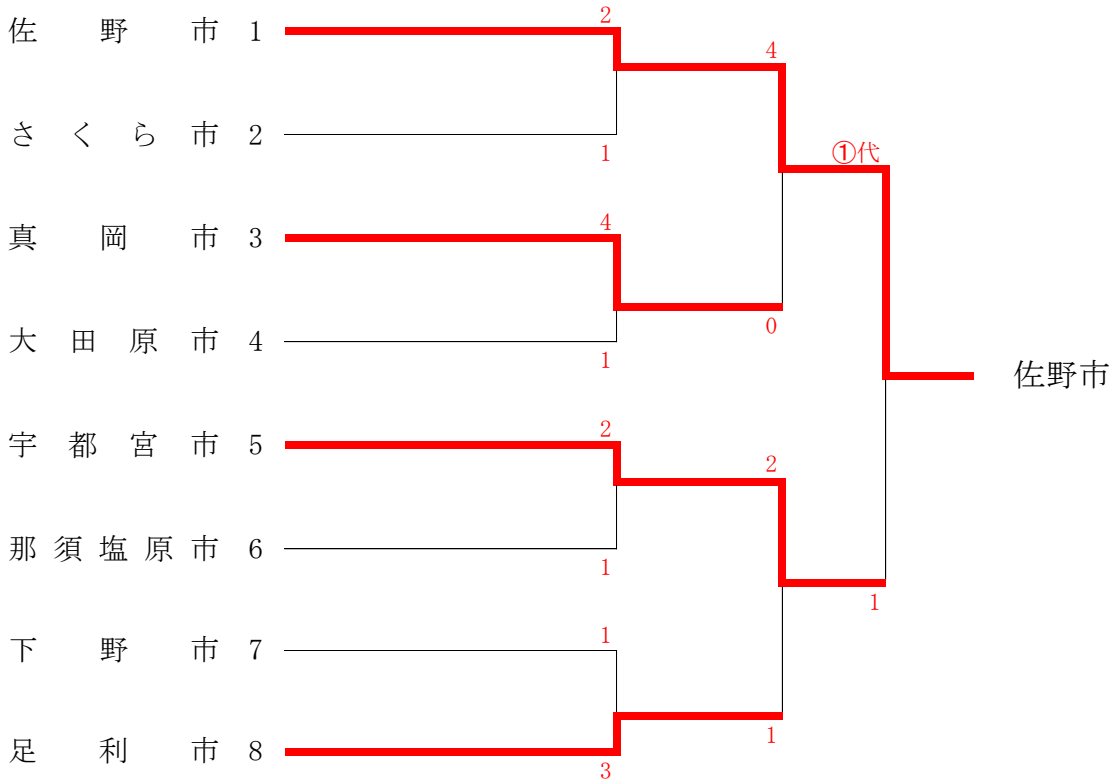 佐野市 1
2
4
さくら市 2
1
①代
真岡市 3
4
大田原市 4
1
0
佐野市
宇都宮市 5
2
2
那須塩原市 6
1
1
下野市 7
1
足利市 8
3
1